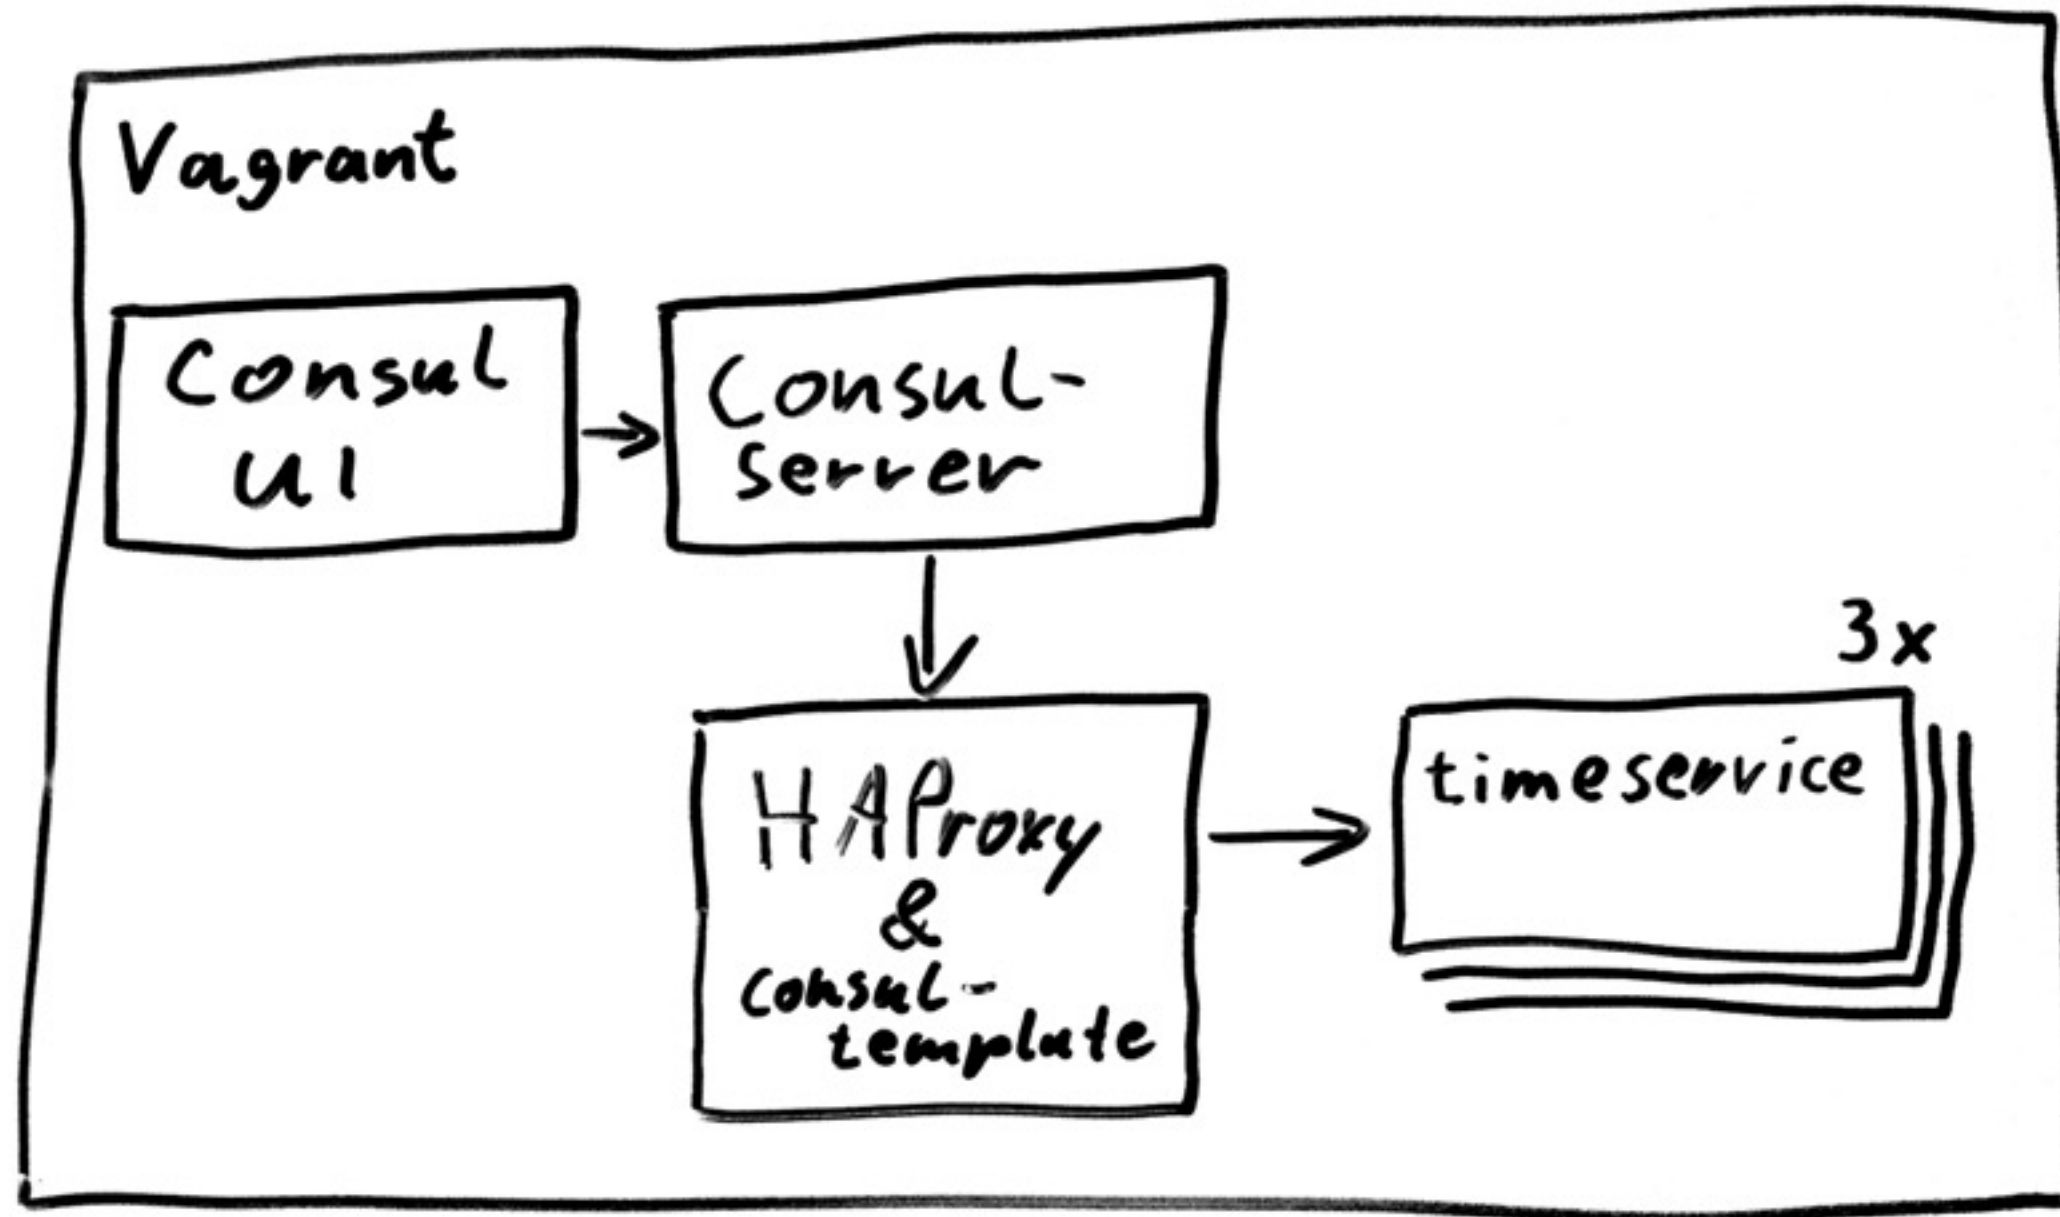 Vagrant
Consul
UI
Consul-
server
3x
HAProxy
&
consul-
template
timeservice